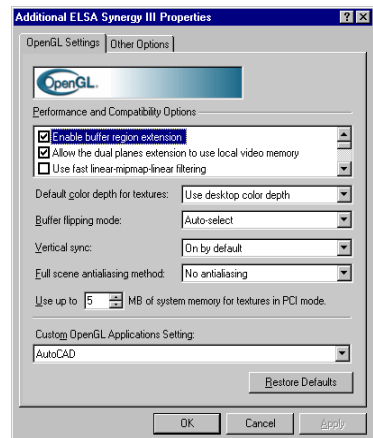 Additional ELSA Synergy III Properties
OpenGL Settings
Other Options
OpenGL.
Performance and Compatibility Options
Enable buffer region extension
Allow the dual planes extension to use local video memory
Use fast linear-mipmap-linear filtering
Default color depth for textures: Use desktop color depth
Buffer flipping mode: Auto-select
Vertical sync: On by default
Full scene antialiasing method: No antialiasing
Use up to 5 MB of system memory for textures in PCI mode.
Custom OpenGL Applications Setting:
AutoCAD
Restore Defaults
OK Cancel Apply